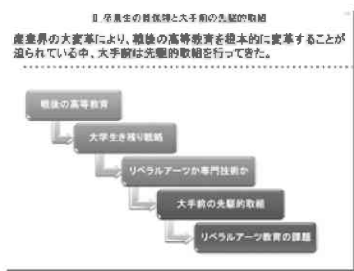 II 卒業生の質保証と大手前の先駆的取組
産業界の大変革により、戦後の高等教育を根本的に変革することが
迫られている中、大手前は先駆的取組を行ってきた。
戦後の高等教育
大学生き残り戦略
リベラルアーツか専門技術か
大手前の先駆的取組
リベラルアーツ教育の課題